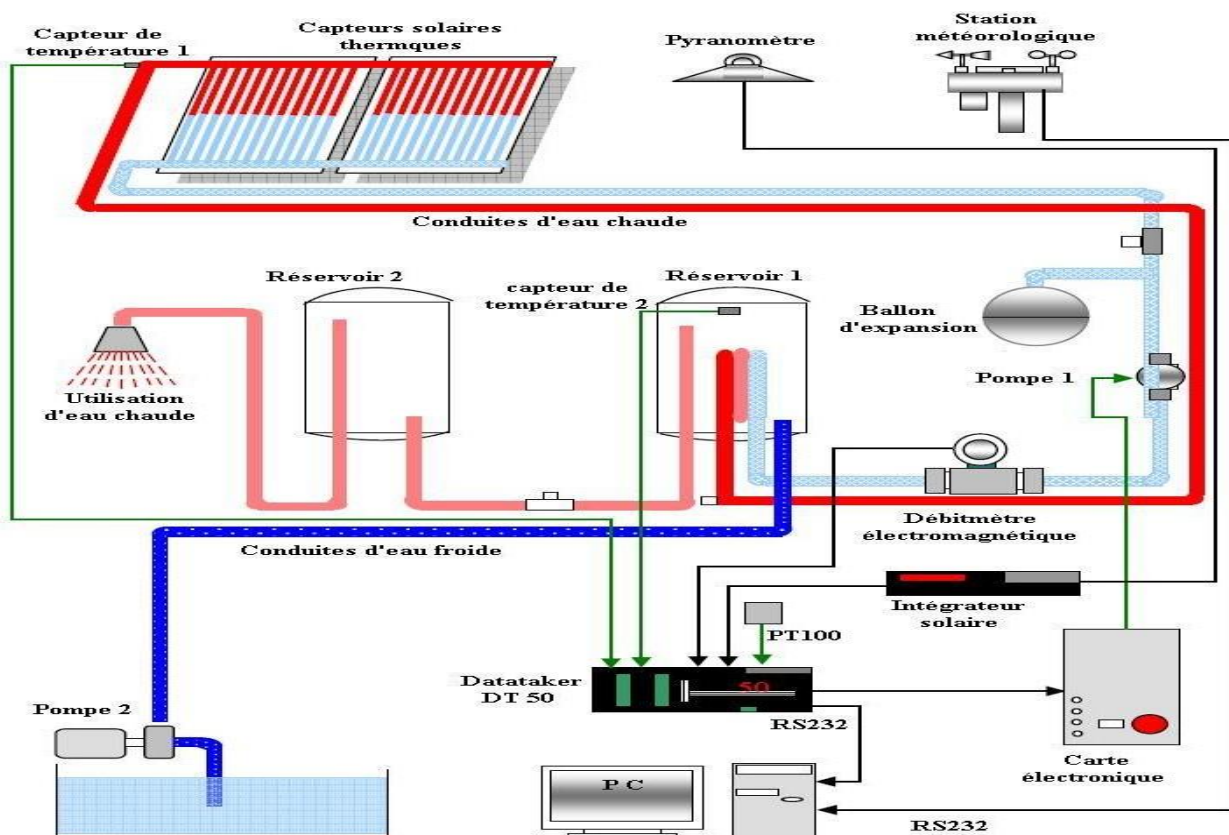 Capteur de
température 1
Capteurs solaires
thermques
Pyranomètre
Station
météorologique
Conduites d'eau chaude
Réservoir 2
capteur de
température 2
Réservoir 1
Ballon
d'expansion
Utilisation
d'eau chaude
Pompe 1
Débitmètre
électromagnétique
Conduites d'eau froide
Intégrateur
solaire
PT100
Datataker
DT 50
50
RS232
Pompe 2
Carte
électronique
P C
RS232